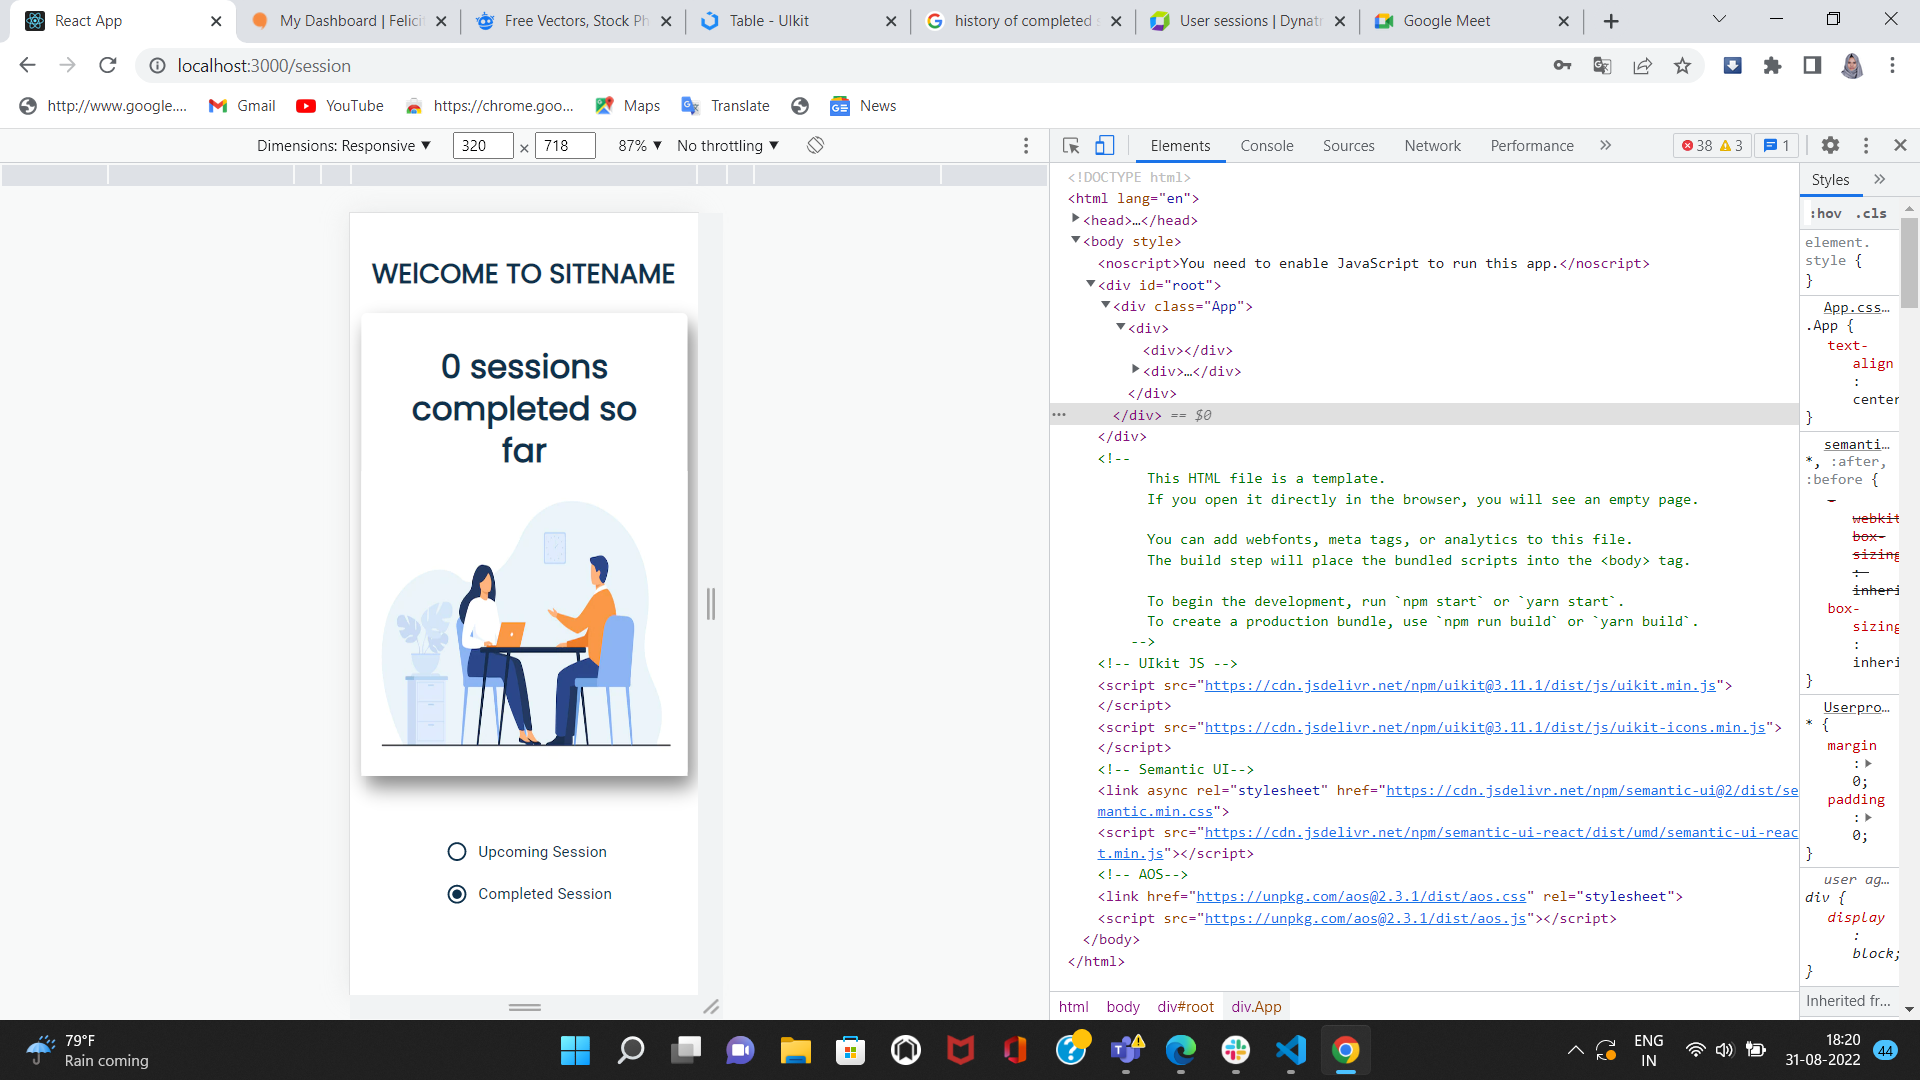 React App
My Dashboard | Felicit
Free Vectors, Stock Ph
Table - UIkit
history of completed s
User sessions | Dynatr
Google Meet
localhost:3000/session
http://www.google....
Gmail
YouTube
https://chrome.goo...
Maps
Translate
News
Dimensions: Responsive ▼ 320 × 718 87% ▼ No throttling ▼
Elements Console Sources Network Performance » 38 3 1
WElCOME TO SITENAME
0 sessions
completed so
far
Upcoming Session
Completed Session
<!DOCTYPE html>
<html lang="en">
<head>…</head>
<body style>
<noscript>You need to enable JavaScript to run this app.</noscript>
<div id="root">
<div class="App">
<div>
<div></div>
<div>…</div>
</div>
</div> == $0
</div>
<!--
This HTML file is a template.
If you open it directly in the browser, you will see an empty page.
You can add webfonts, meta tags, or analytics to this file.
The build step will place the bundled scripts into the <body> tag.
To begin the development, run `npm start` or `yarn start`.
To create a production bundle, use `npm run build` or `yarn build`.
-->
<!-- UIkit JS -->
<script src="https://cdn.jsdelivr.net/npm/uikit@3.11.1/dist/js/uikit.min.js">
</script>
<script src="https://cdn.jsdelivr.net/npm/uikit@3.11.1/dist/js/uikit-icons.min.js">
</script>
<!-- Semantic UI-->
<link async rel="stylesheet" href="https://cdn.jsdelivr.net/npm/semantic-ui@2/dist/se
mantic.min.css">
<script src="https://cdn.jsdelivr.net/npm/semantic-ui-react/dist/umd/semantic-ui-reac
t.min.js"></script>
<!-- AOS-->
<link href="https://unpkg.com/aos@2.3.1/dist/aos.css" rel="stylesheet">
<script src="https://unpkg.com/aos@2.3.1/dist/aos.js"></script>
</body>
</html>
html body div#root div.App
Styles »
:hov .cls
element.
style {
}
App.css…
.App {
text-
align
:
center
}
semanti…
*, :after,
:before {
webkit
box-
sizing
:
inheri
box-
sizing
:
inheri
}
Userpro…
* {
margin
:
0;
padding
:
0;
}
user ag…
div {
display
:
block;
}
Inherited fr…
79°F
Rain coming
ENG
IN
18:20
31-08-2022
44